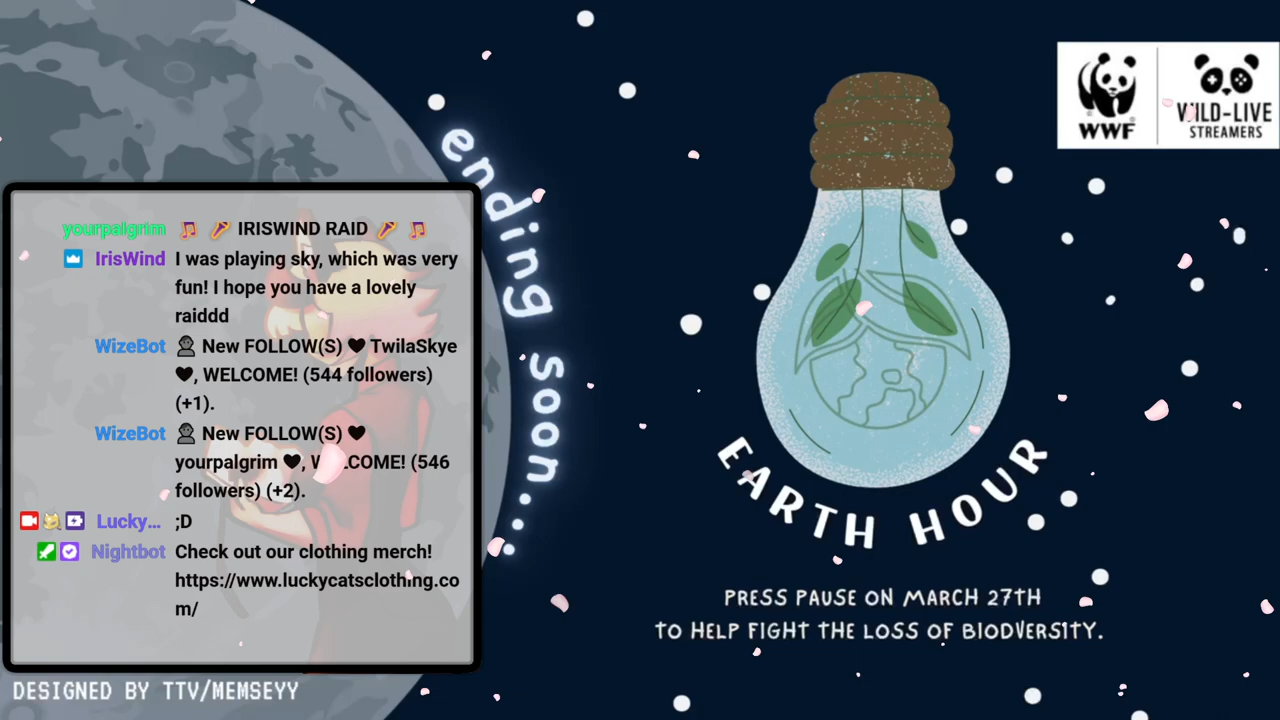 yourpalgrim IRISWIND RAID
IrisWind I was playing sky, which was very
fun! I hope you have a lovely
raiddd
WizeBot New FOLLOW(S) ♥ TwilaSkye
♥, WELCOME! (544 followers)
(+1).
WizeBot New FOLLOW(S) ♥
yourpalgrim ♥, WELCOME! (546
followers) (+2).
Lucky... ;D
Nightbot Check out our clothing merch!
https://www.luckycatsclothing.co
m/
DESIGNED BY TTV/MEMSEYY
ending soon...
WWF
WILD-LIVE
STREAMERS
EARTH HOUR
PRESS PAUSE ON MARCH 27TH
TO HELP FIGHT THE LOSS OF BIODVERSITY.